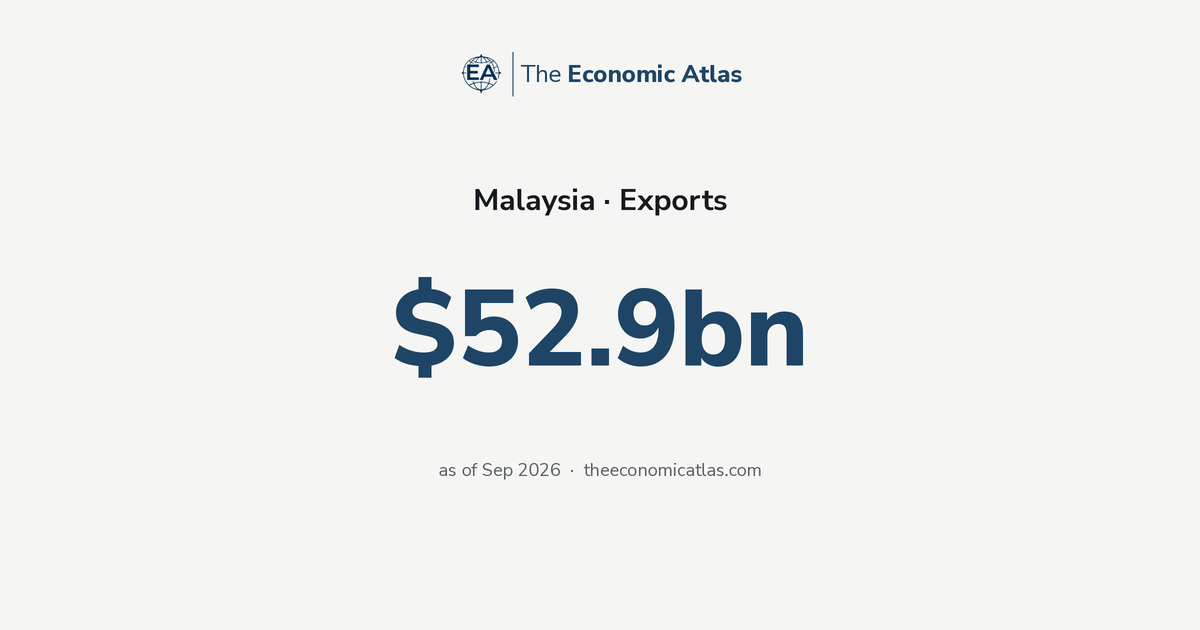 EA The Economic Atlas
Malaysia · Exports
$52.9bn
as of Sep 2026 · theeconomicatlas.com